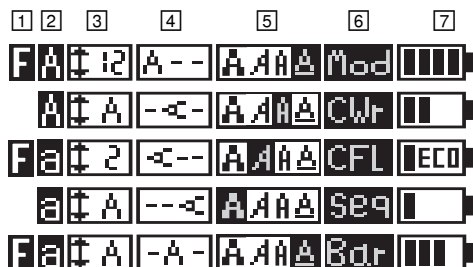 1 2 3 4 5 6 7
F A 12 A - - A A A A Mod
A A - A - A A A A CWr
F a 2 A - - A A A A CFL ECO
a A - - A A A A A Seq
F a A - A - A A A A Bar